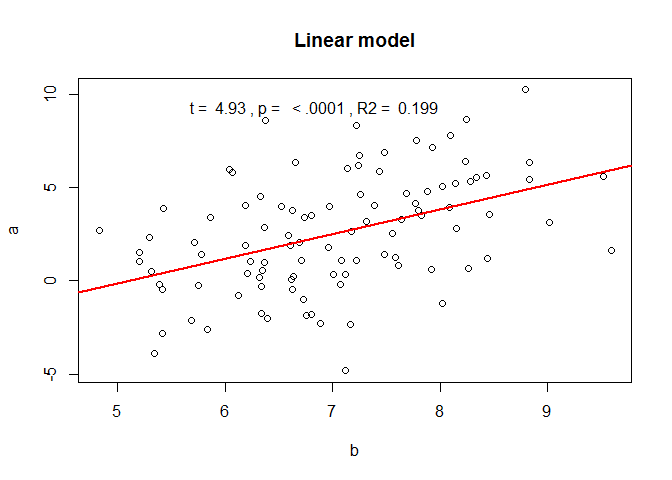 Linear model
t = 4.93 , p = < .0001 , R2 = 0.199
10
5
0
-5
a
5 6 7 8 9
b